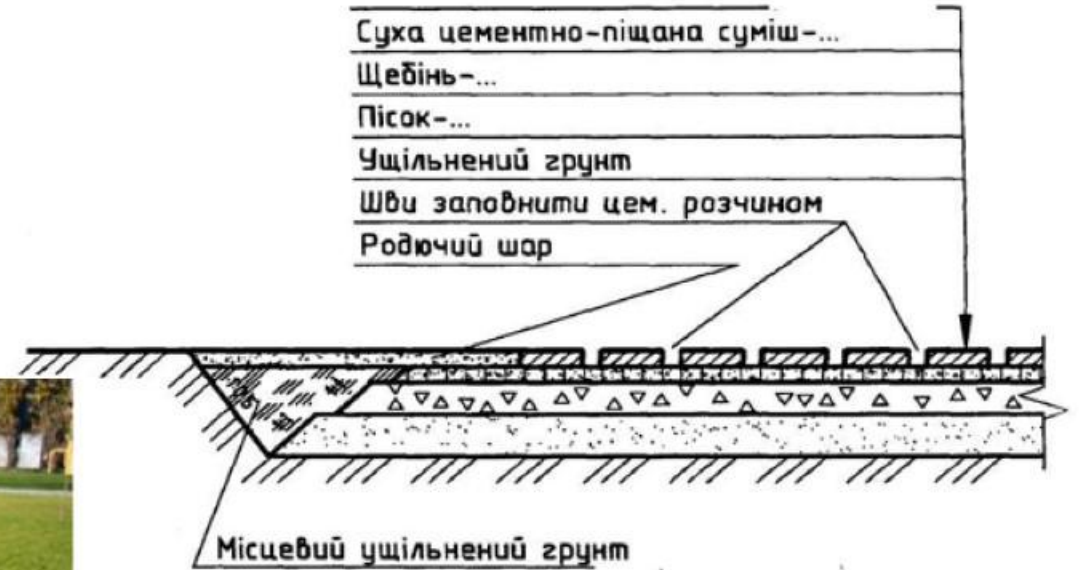 Суха цементно-піщана суміш-...
Щебінь-...
Пісок-...
Ущільнений грунт
Шви заповнити цем. розчином
Родючий шар
Місцевий ущільнений грунт